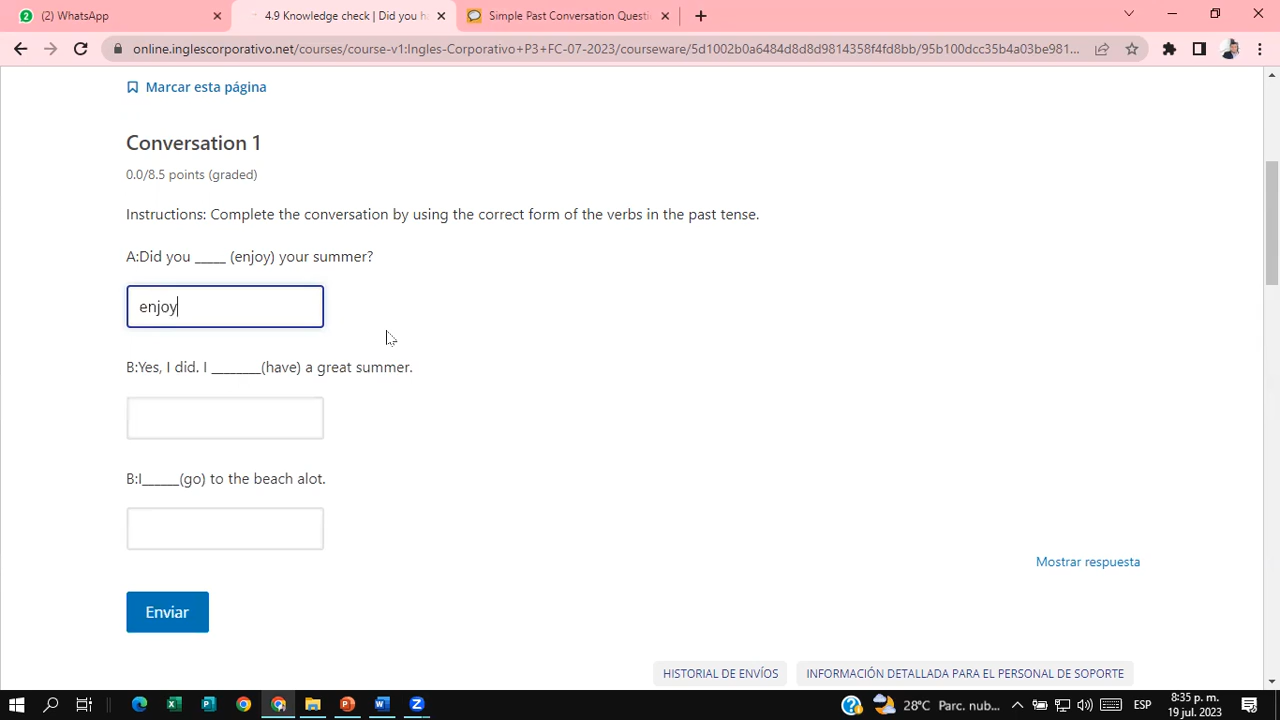 (2) WhatsApp
4.9 Knowledge check | Did you h
Simple Past Conversation Questi
online.inglescorporativo.net/courses/course-v1:Ingles-Corporativo+P3+FC-07-2023/courseware/5d1002b0a6484d8d809814358f4fd8bb/95b100dcc35b4a03be981...
Marcar esta página
Conversation 1
0.0/8.5 points (graded)
Instructions: Complete the conversation by using the correct form of the verbs in the past tense.
A:Did you _____ (enjoy) your summer?
enjoy
B:Yes, I did. I ________(have) a great summer.
B:I______(go) to the beach alot.
Mostrar respuesta
Enviar
HISTORIAL DE ENVÍOS
INFORMACIÓN DETALLADA PARA EL PERSONAL DE SOPORTE
28°C Parc. nub...
ESP
8:35 p. m.
19 jul. 2023